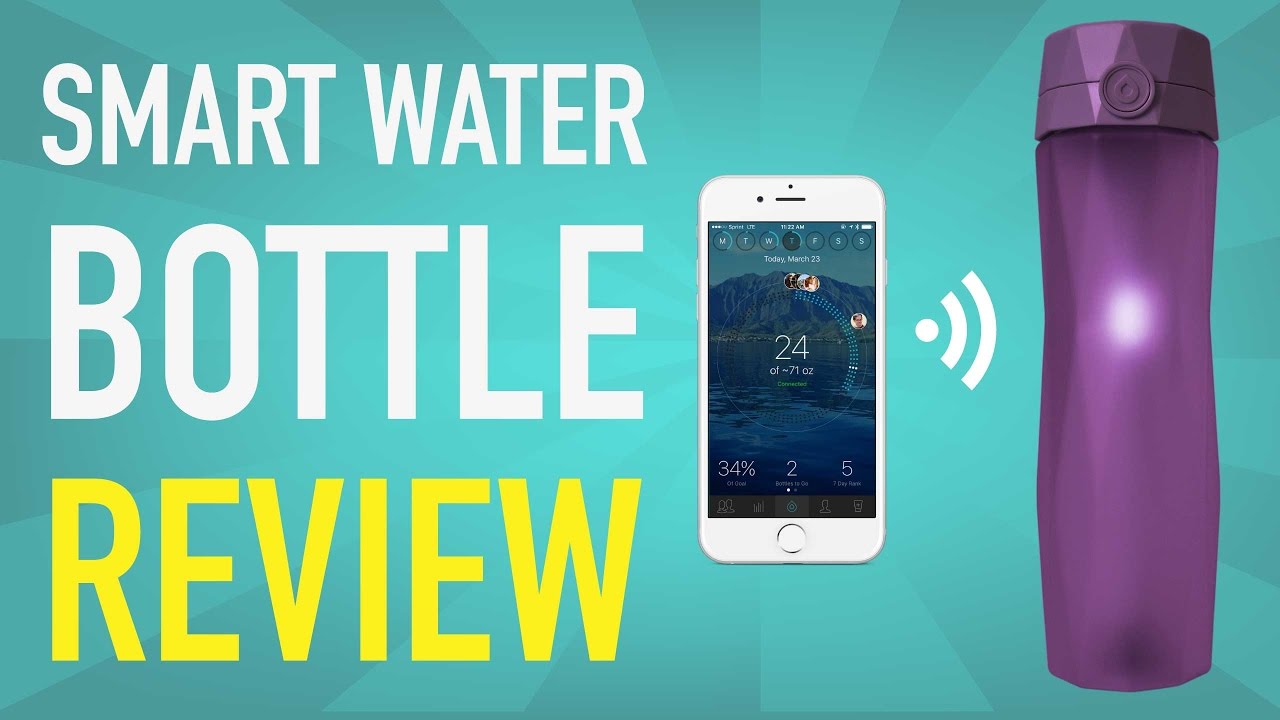 SMART WATER
BOTTLE
REVIEW
Sprint LTE 11:22 AM
M T W T F S S
Today, March 23
24
of ~71 oz
Connected
34% 2 5
Of Goal Bottles to Go 7 Day Rank